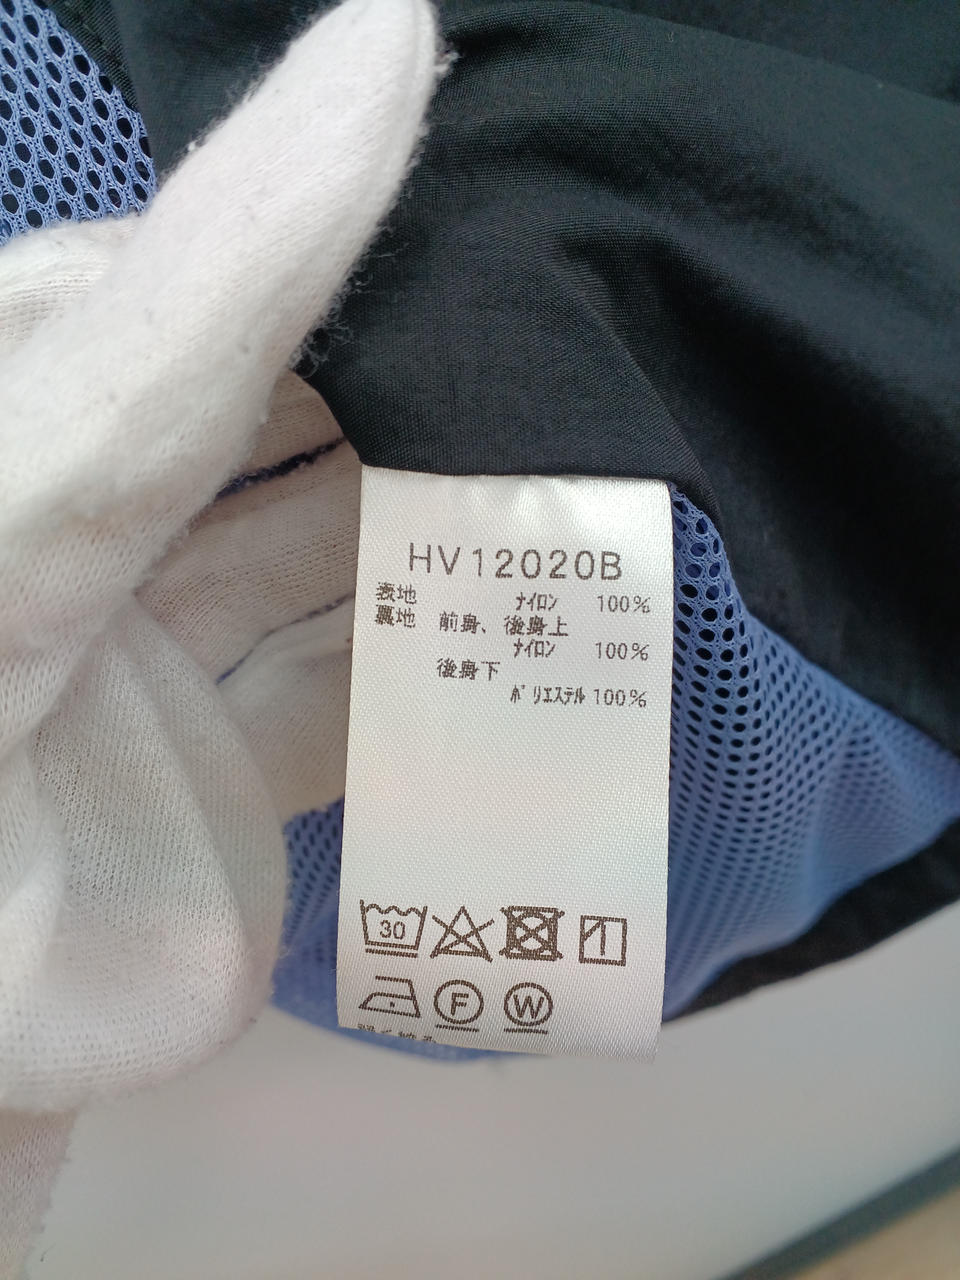 HV12020B
表地 ナイロン 100%
裏地 前身、後身上
ナイロン 100%
後身下
ポリエステル 100%
30
F
W